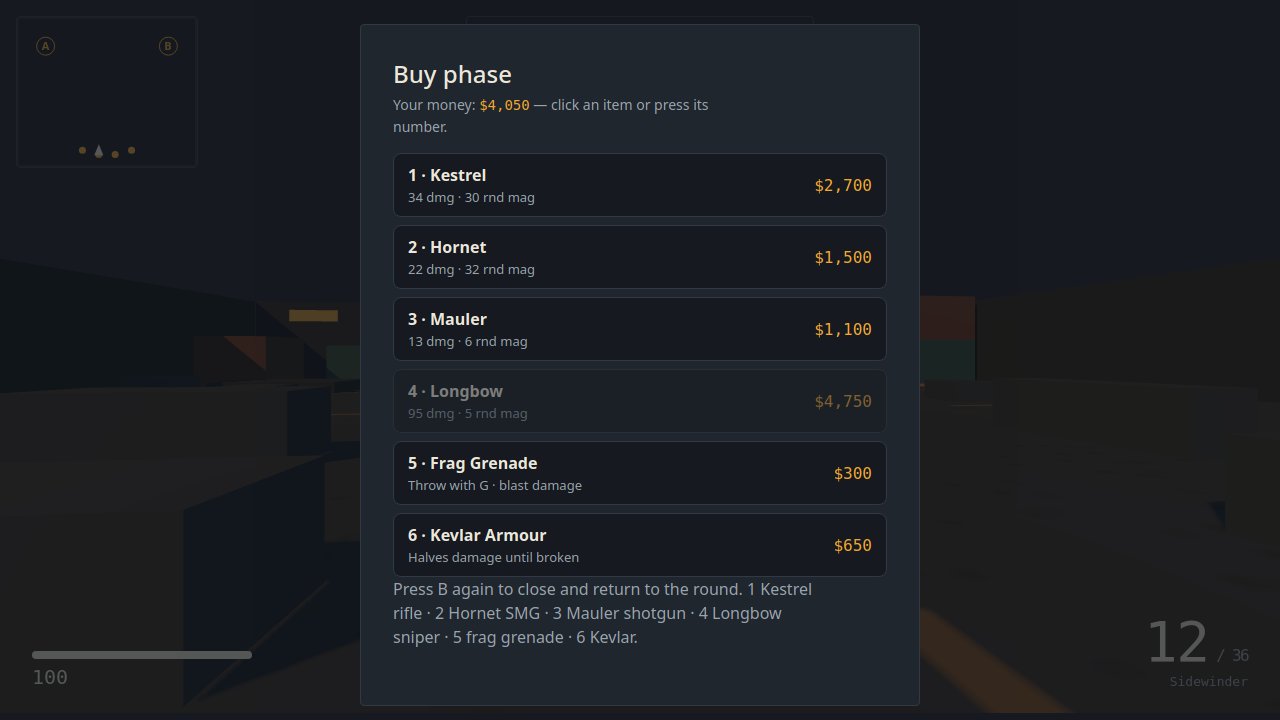 A
B
Buy phase
Your money: $4,050 — click an item or press its
number.
1 · Kestrel
34 dmg · 30 rnd mag
$2,700
2 · Hornet
22 dmg · 32 rnd mag
$1,500
3 · Mauler
13 dmg · 6 rnd mag
$1,100
4 · Longbow
95 dmg · 5 rnd mag
$4,750
5 · Frag Grenade
Throw with G · blast damage
$300
6 · Kevlar Armour
Halves damage until broken
$650
Press B again to close and return to the round. 1 Kestrel
rifle · 2 Hornet SMG · 3 Mauler shotgun · 4 Longbow
sniper · 5 frag grenade · 6 Kevlar.
100
12 / 36
Sidewinder